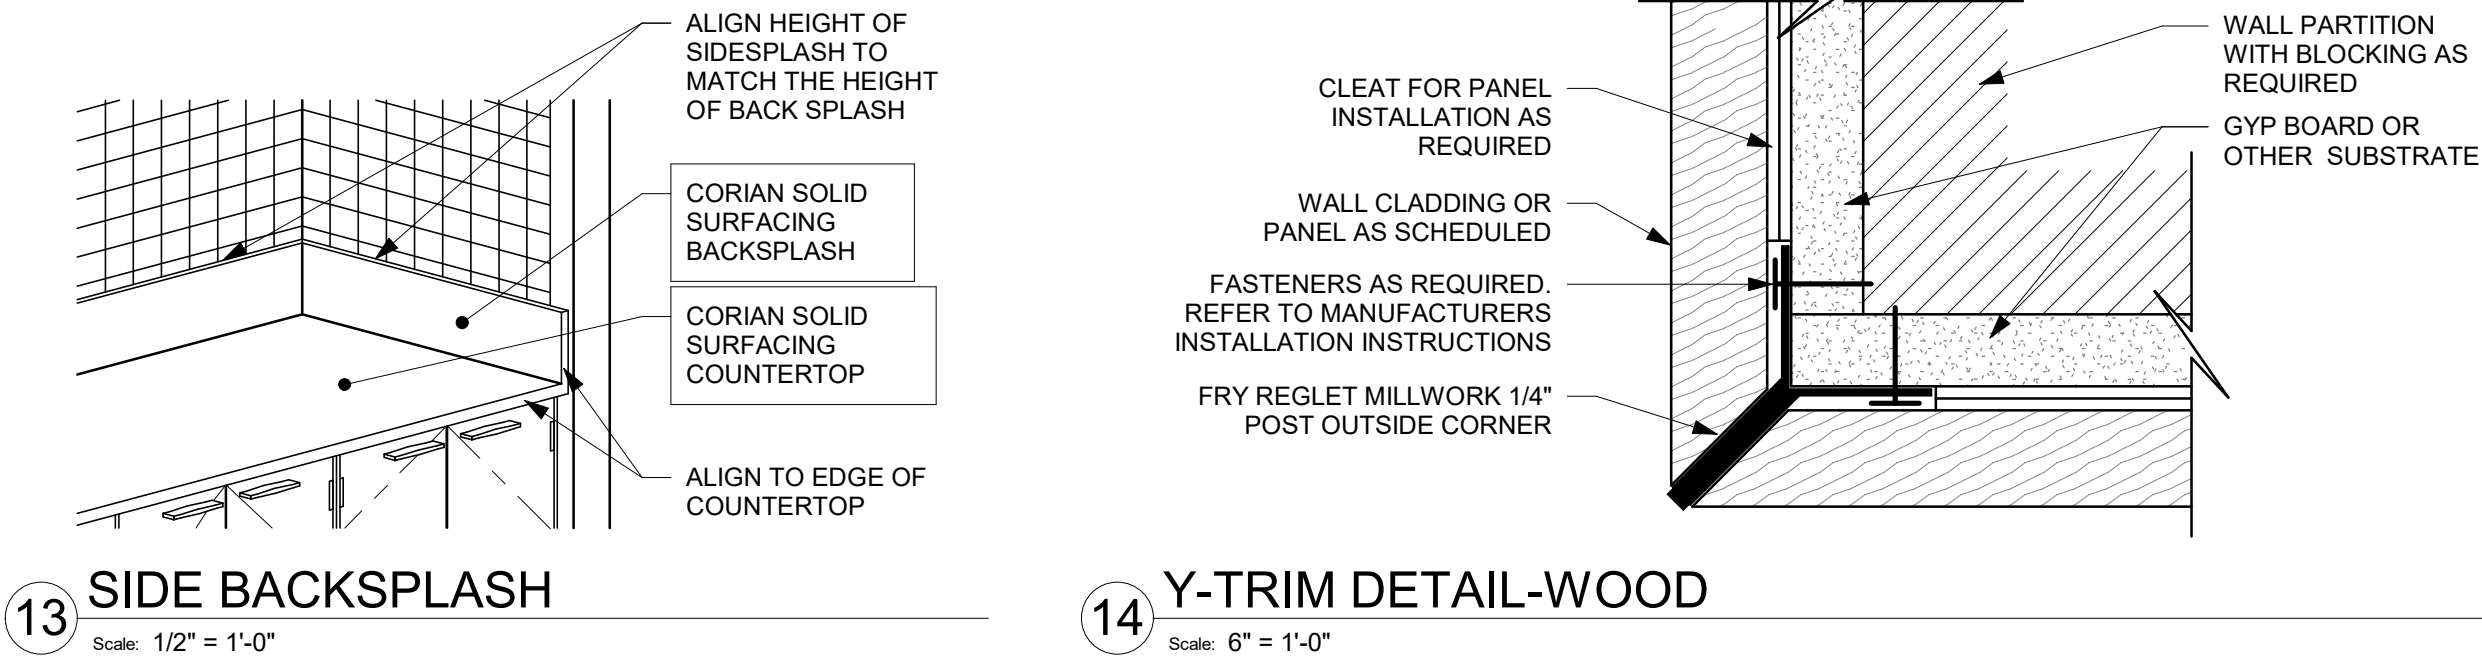 ALIGN HEIGHT OF
SIDESPLASH TO
MATCH THE HEIGHT
OF BACK SPLASH
CORIAN SOLID
SURFACING
BACKSPLASH
CORIAN SOLID
SURFACING
COUNTERTOP
ALIGN TO EDGE OF
COUNTERTOP
13
SIDE BACKSPLASH
Scale: 1/2" = 1'-0"
CLEAT FOR PANEL
INSTALLATION AS
REQUIRED
WALL CLADDING OR
PANEL AS SCHEDULED
FASTENERS AS REQUIRED.
REFER TO MANUFACTURERS
INSTALLATION INSTRUCTIONS
FRY REGLET MILLWORK 1/4"
POST OUTSIDE CORNER
WALL PARTITION
WITH BLOCKING AS
REQUIRED
GYP BOARD OR
OTHER SUBSTRATE
14
Y-TRIM DETAIL-WOOD
Scale: 6" = 1'-0"